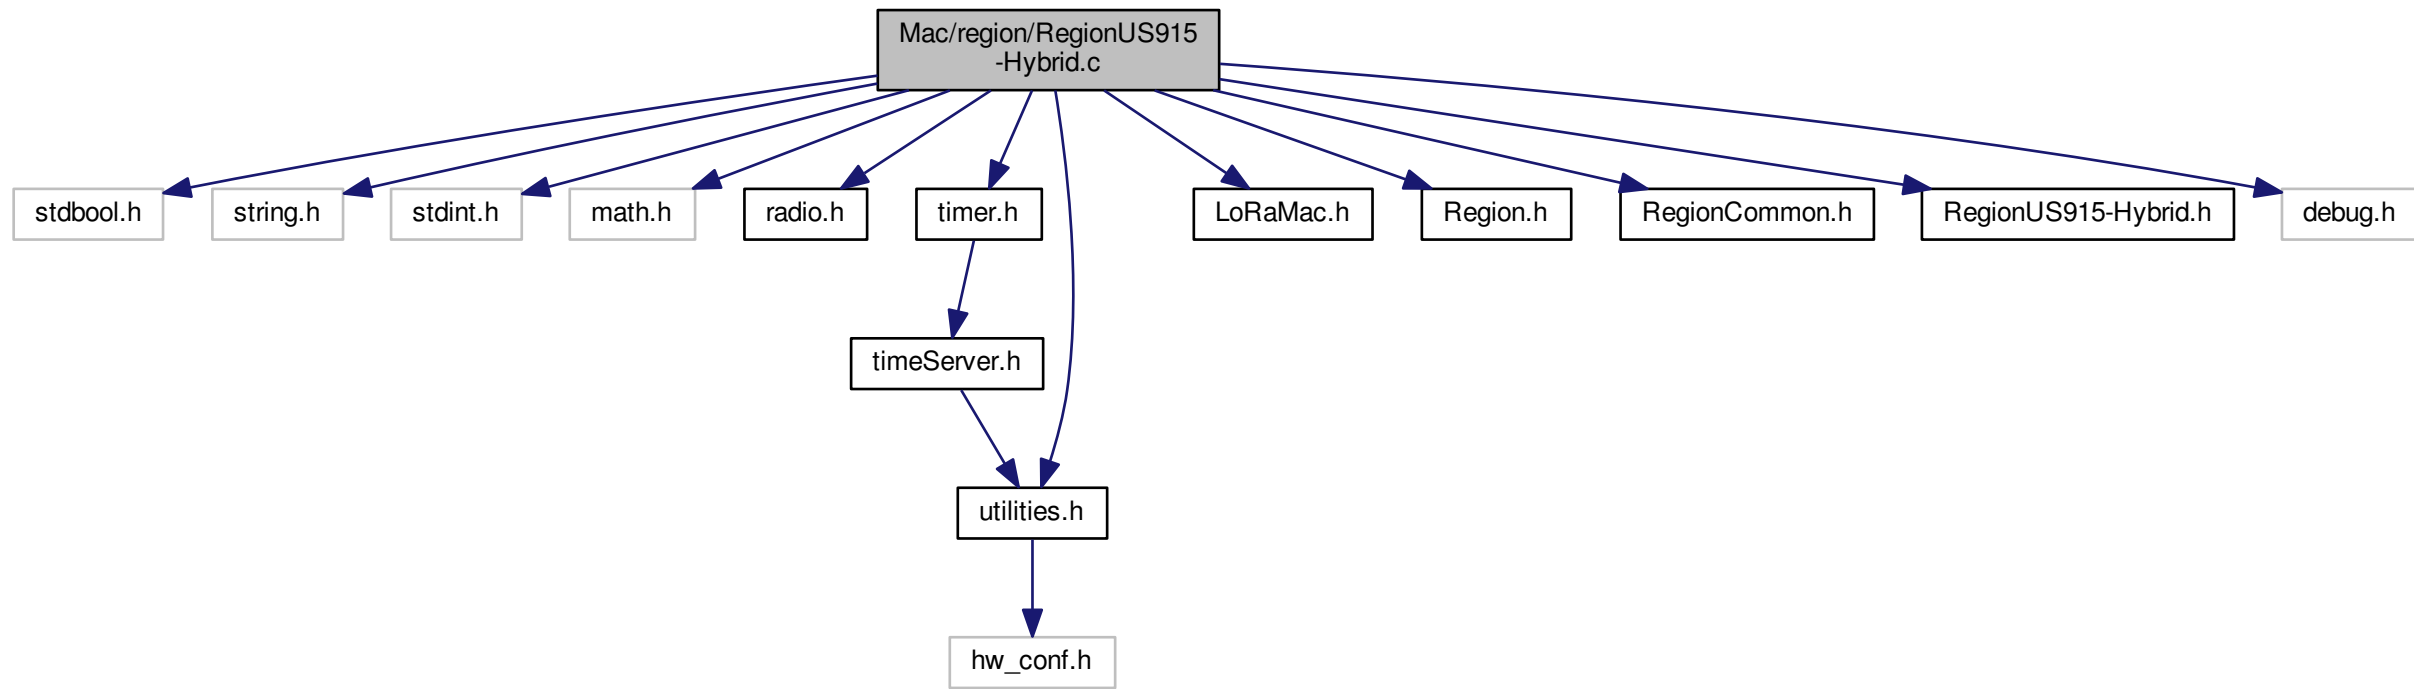 Mac/region/RegionUS915
-Hybrid.c
stdbool.h
string.h
stdint.h
math.h
radio.h
timer.h
LoRaMac.h
Region.h
RegionCommon.h
RegionUS915-Hybrid.h
debug.h
timeServer.h
utilities.h
hw_conf.h